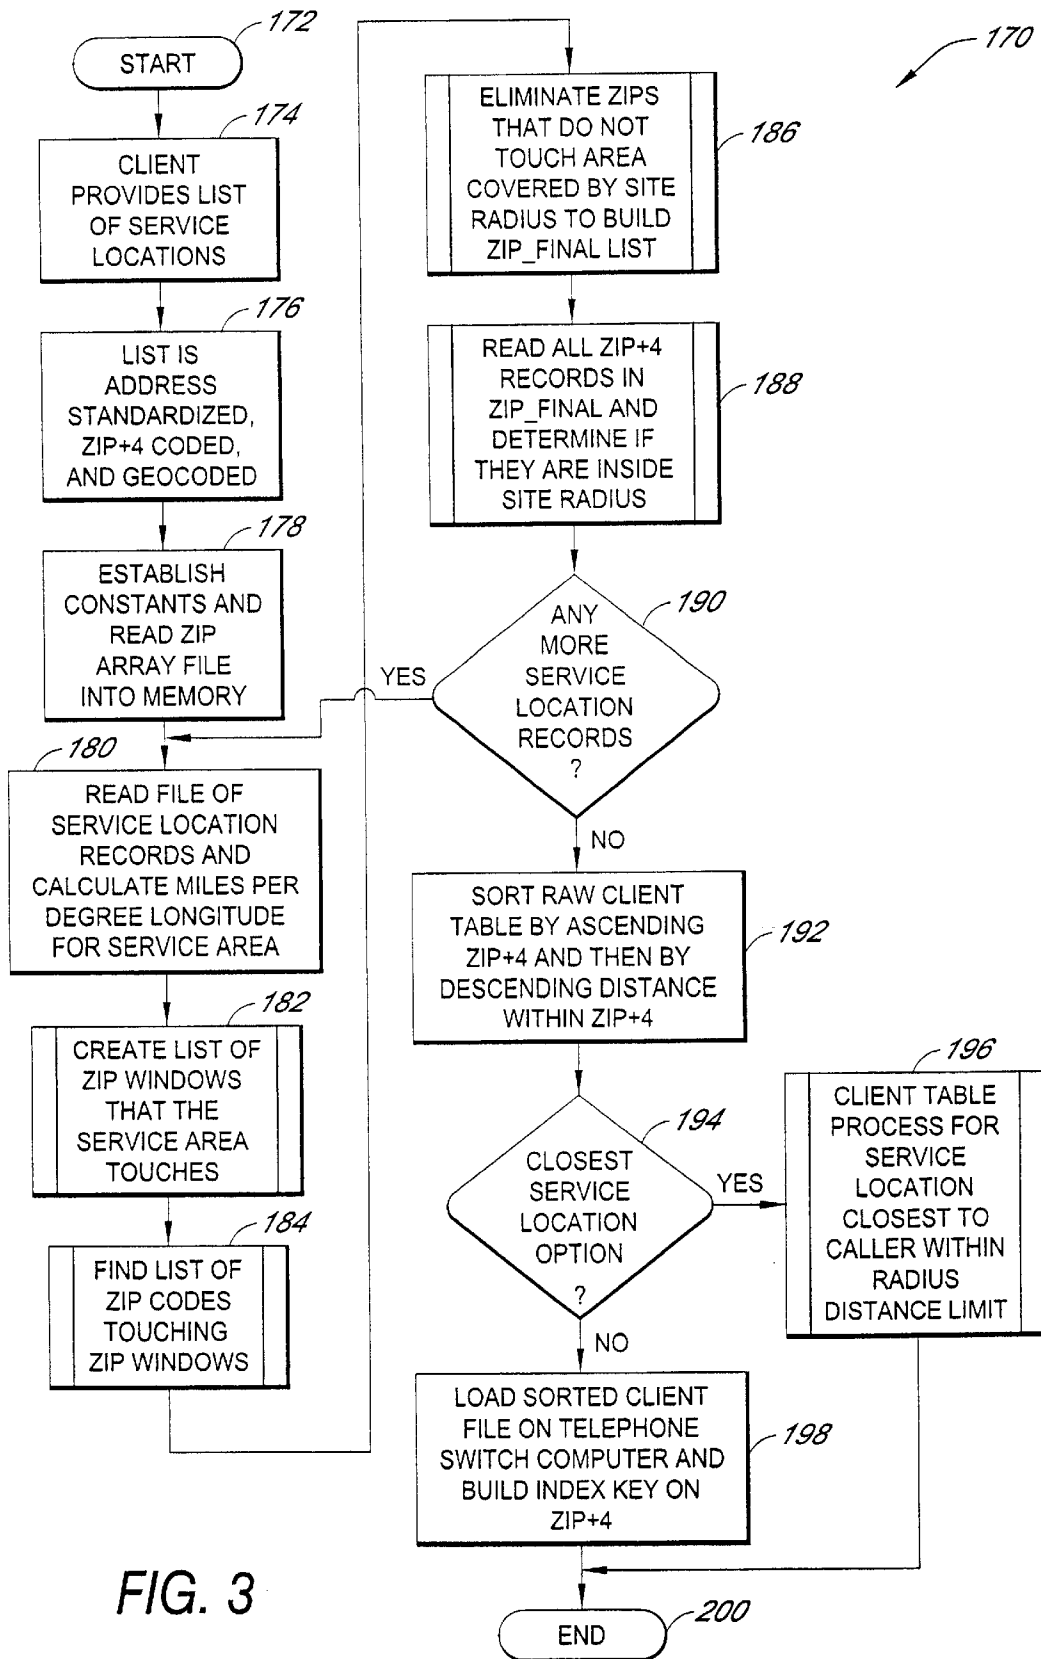 172
START
174
CLIENT
PROVIDES LIST
OF SERVICE
LOCATIONS
176
LIST IS
ADDRESS
STANDARDIZED,
ZIP+4 CODED,
AND GEOCODED
178
ESTABLISH
CONSTANTS AND
READ ZIP
ARRAY FILE
INTO MEMORY
180
READ FILE OF
SERVICE LOCATION
RECORDS AND
CALCULATE MILES PER
DEGREE LONGITUDE
FOR SERVICE AREA
182
CREATE LIST OF
ZIP WINDOWS
THAT THE
SERVICE AREA
TOUCHES
184
FIND LIST OF
ZIP CODES
TOUCHING
ZIP WINDOWS
170
ELIMINATE ZIPS
THAT DO NOT
TOUCH AREA
COVERED BY SITE
RADIUS TO BUILD
ZIP_FINAL LIST
186
READ ALL ZIP+4
RECORDS IN
ZIP_FINAL AND
DETERMINE IF
THEY ARE INSIDE
SITE RADIUS
188
190
ANY
MORE
SERVICE
LOCATION
RECORDS
?
YES
NO
SORT RAW CLIENT
TABLE BY ASCENDING
ZIP+4 AND THEN BY
DESCENDING DISTANCE
WITHIN ZIP+4
192
194
CLOSEST
SERVICE
LOCATION
OPTION
?
YES
NO
196
CLIENT TABLE
PROCESS FOR
SERVICE
LOCATION
CLOSEST TO
CALLER WITHIN
RADIUS
DISTANCE LIMIT
LOAD SORTED CLIENT
FILE ON TELEPHONE
SWITCH COMPUTER AND
BUILD INDEX KEY ON
ZIP+4
198
END
200
FIG. 3